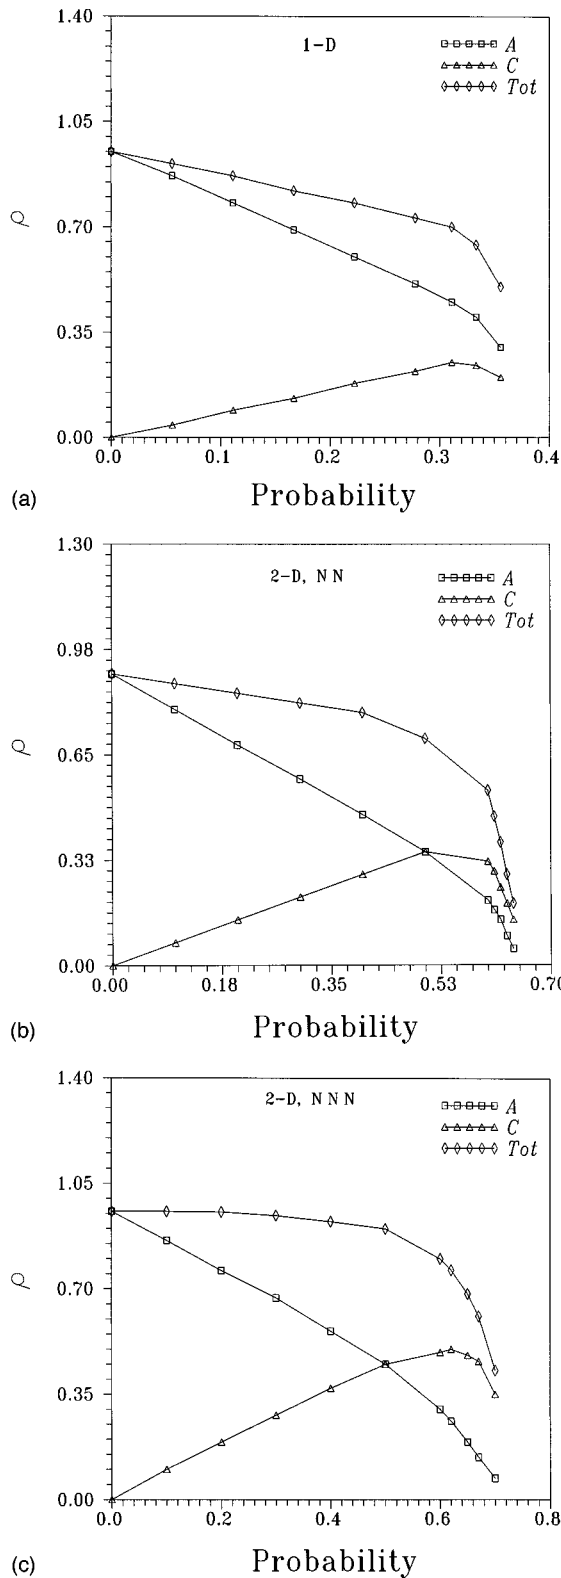 1.40
1-D
A
C
Tot
1.05
0.70
ρ
0.35
0.00
0.0 0.1 0.2 0.3 0.4
(a) Probability
1.30
2-D, NN
A
C
Tot
0.98
0.65
ρ
0.33
0.00
0.00 0.18 0.35 0.53 0.70
(b) Probability
1.40
2-D, NNN
A
C
Tot
1.05
0.70
ρ
0.35
0.00
0.0 0.2 0.4 0.6 0.8
(c) Probability